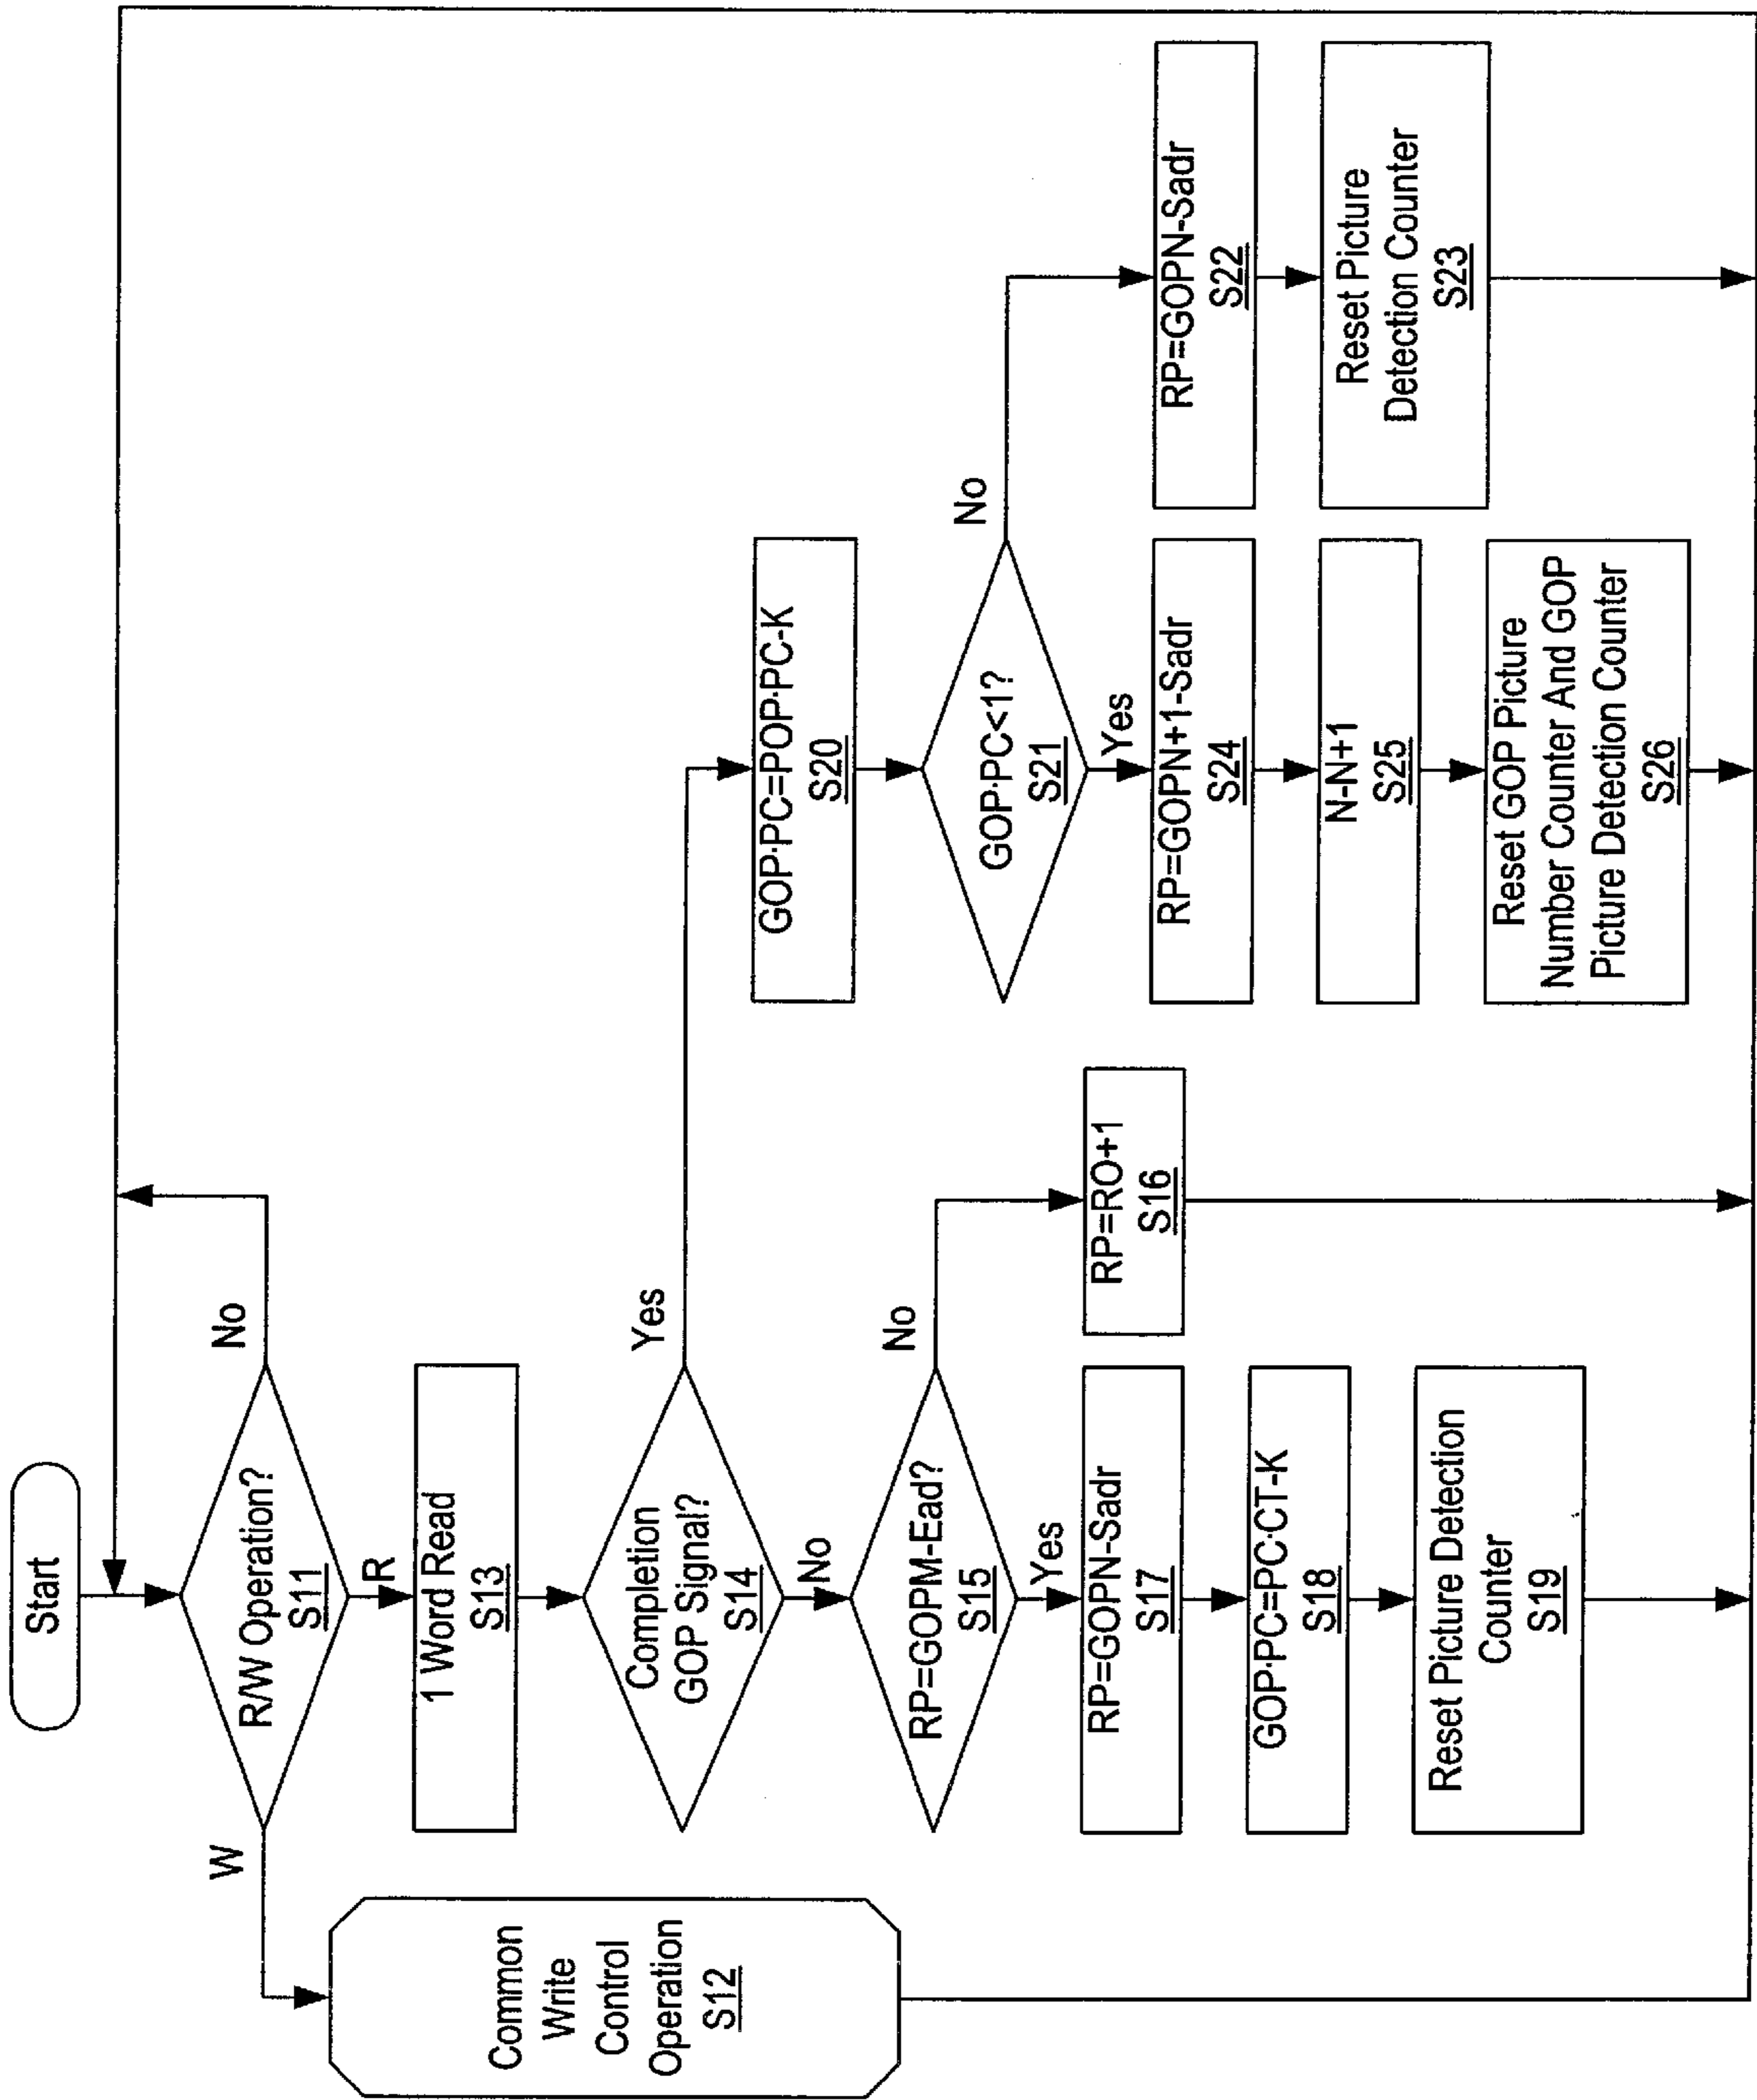 Start
R/W Operation?
S11
W
No
R
Common
Write
Control
Operation
S12
1 Word Read
S13
Completion
GOP Signal?
S14
Yes
No
RP=GOPM-Ead?
S15
No
Yes
RP=RO+1
S16
RP=GOPN-Sadr
S17
GOP·PC=PC·CT-K
S18
Reset Picture Detection
Counter
S19
GOP·PC=POP·PC-K
S20
GOP·PC<1?
S21
No
Yes
RP=GOPN-Sadr
S22
Reset Picture
Detection Counter
S23
RP=GOPN+1-Sadr
S24
N-N+1
S25
Reset GOP Picture
Number Counter And GOP
Picture Detection Counter
S26